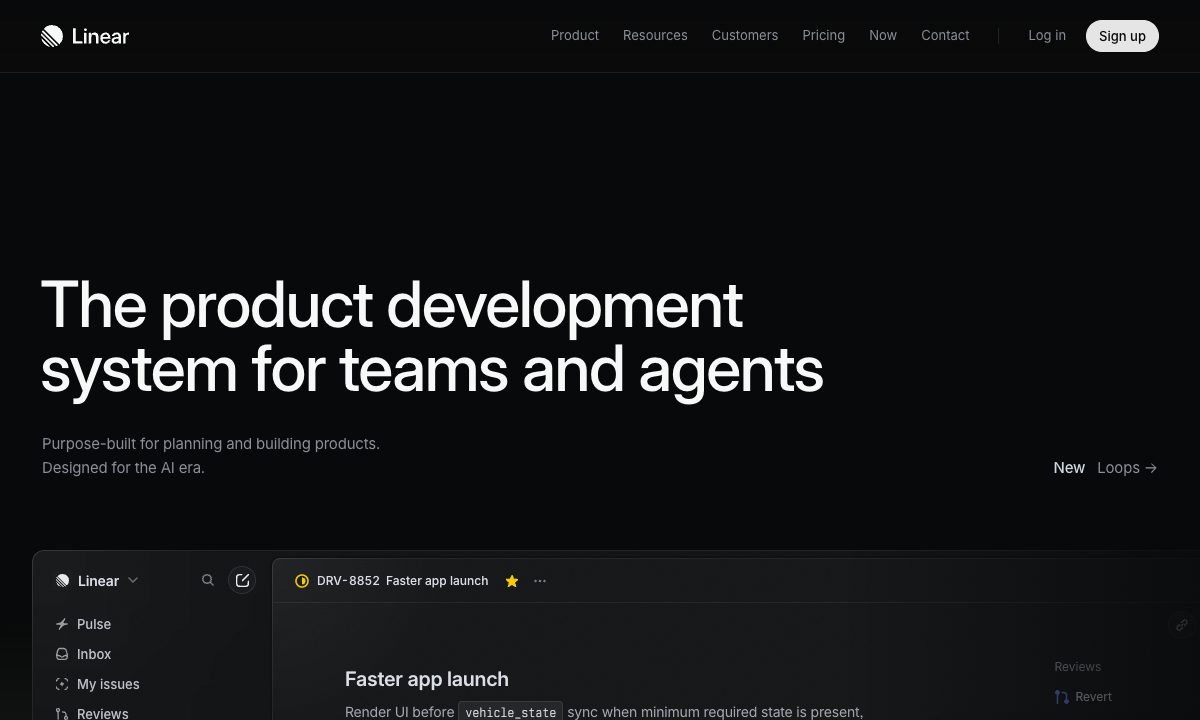 Linear
Product Resources Customers Pricing Now Contact Log in Sign up
The product development
system for teams and agents
Purpose-built for planning and building products.
Designed for the AI era.
New Loops →
Linear
DRV-8852 Faster app launch
Pulse
Inbox
My issues
Reviews
Faster app launch
Render UI before vehicle_state sync when minimum required state is present,
Reviews
Revert